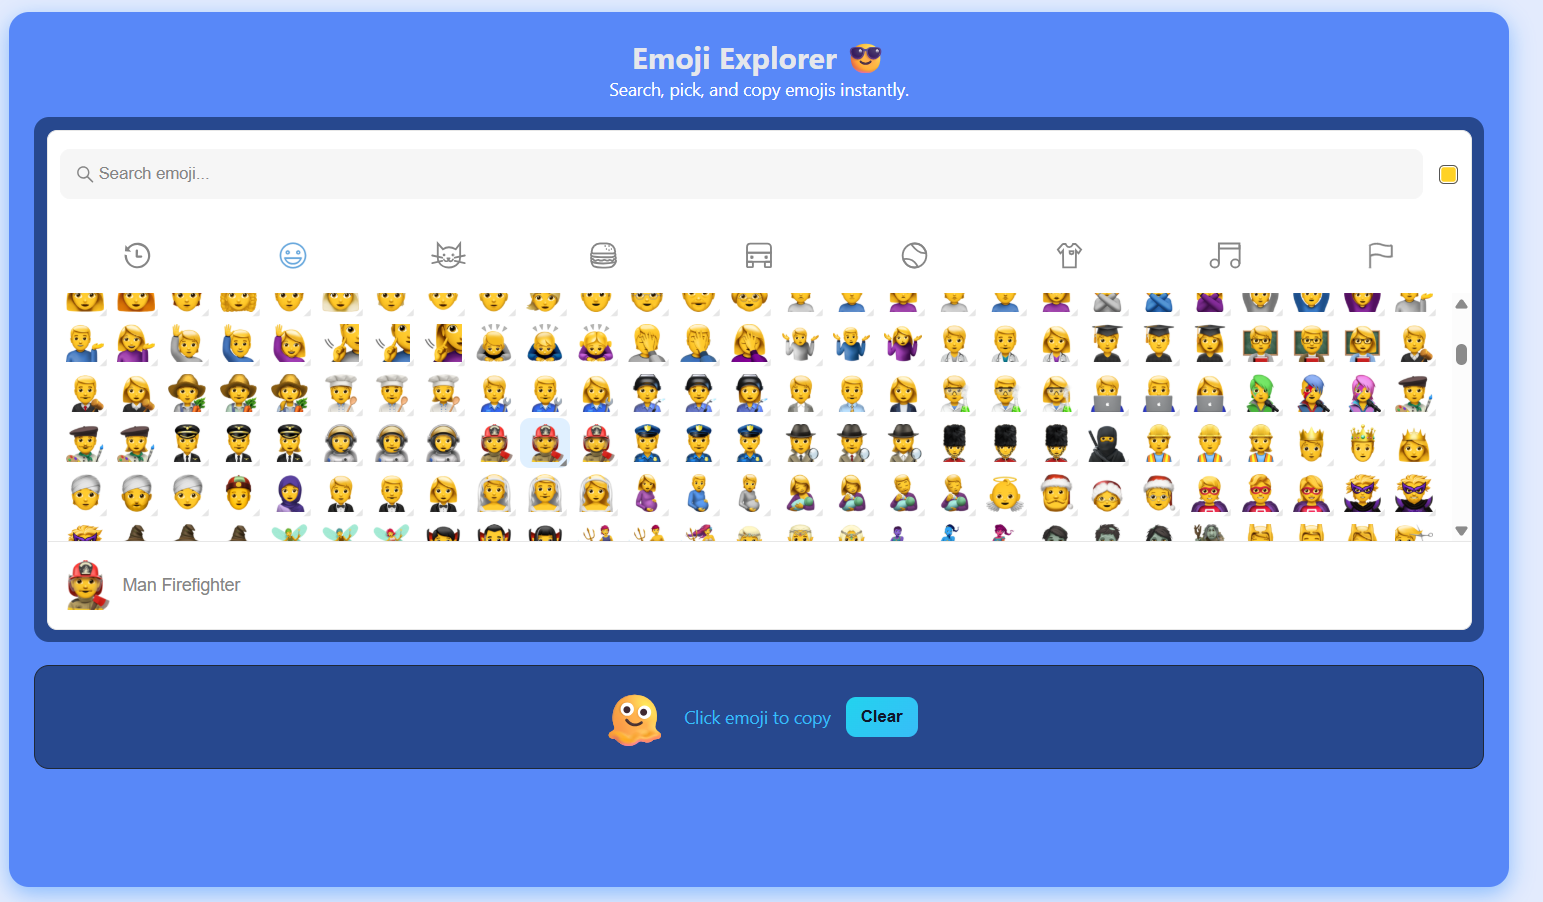 Emoji Explorer 😎
Search, pick, and copy emojis instantly.
Search emoji...
Man Firefighter
Click emoji to copy
Clear